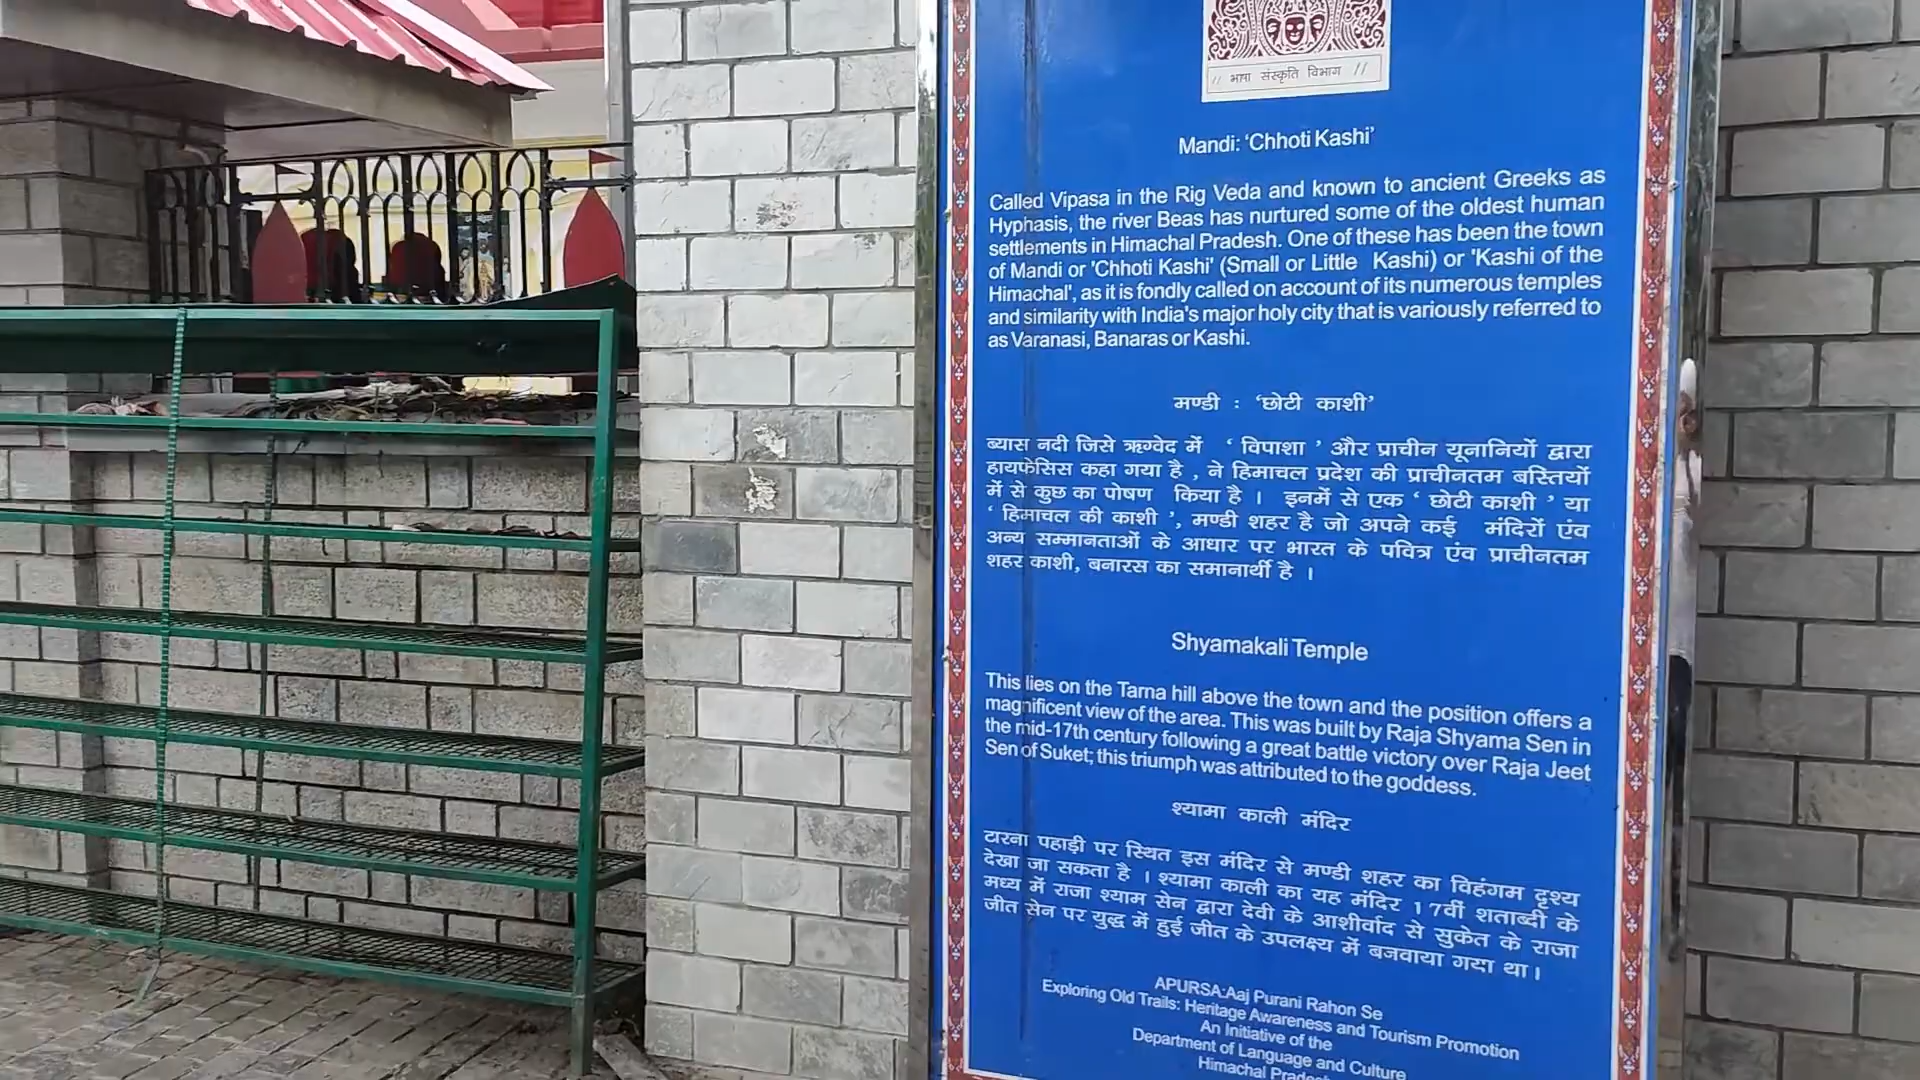 // भाषा संस्कृति विभाग //
Mandi: ‘Chhoti Kashi’
Called Vipasa in the Rig Veda and known to ancient Greeks as
Hyphasis, the river Beas has nurtured some of the oldest human
settlements in Himachal Pradesh. One of these has been the town
of Mandi or 'Chhoti Kashi' (Small or Little Kashi) or 'Kashi of the
Himachal', as it is fondly called on account of its numerous temples
and similarity with India's major holy city that is variously referred to
as Varanasi, Banaras or Kashi.
मण्डी : ‘छोटी काशी’
ब्यास नदी जिसे ऋग्वेद में ‘ विपाशा ’ और प्राचीन यूनानियों द्वारा
हायफेसिस कहा गया है , ने हिमाचल प्रदेश की प्राचीनतम बस्तियों
में से कुछ का पोषण किया है । इनमें से एक ‘ छोटी काशी ’ या
‘ हिमाचल की काशी ’, मण्डी शहर है जो अपने कई मंदिरों एंव
अन्य सम्मानताओं के आधार पर भारत के पवित्र एंव प्राचीनतम
शहर काशी, बनारस का समानार्थी है ।
Shyamakali Temple
This lies on the Tarna hill above the town and the position offers a
magnificent view of the area. This was built by Raja Shyama Sen in
the mid-17th century following a great battle victory over Raja Jeet
Sen of Suket; this triumph was attributed to the goddess.
श्यामा काली मंदिर
टारना पहाड़ी पर स्थित इस मंदिर से मण्डी शहर का विहंगम दृश्य
देखा जा सकता है । श्यामा काली का यह मंदिर 17वीं शताब्दी के
मध्य में राजा श्याम सेन द्वारा देवी के आशीर्वाद से सुकेत के राजा
जीत सेन पर युद्ध में हुई जीत के उपलक्ष्य में बजवाया गया था।
APURSA:Aaj Purani Rahon Se
Exploring Old Trails: Heritage Awareness and Tourism Promotion
An Initiative of the
Department of Language and Culture
Himachal